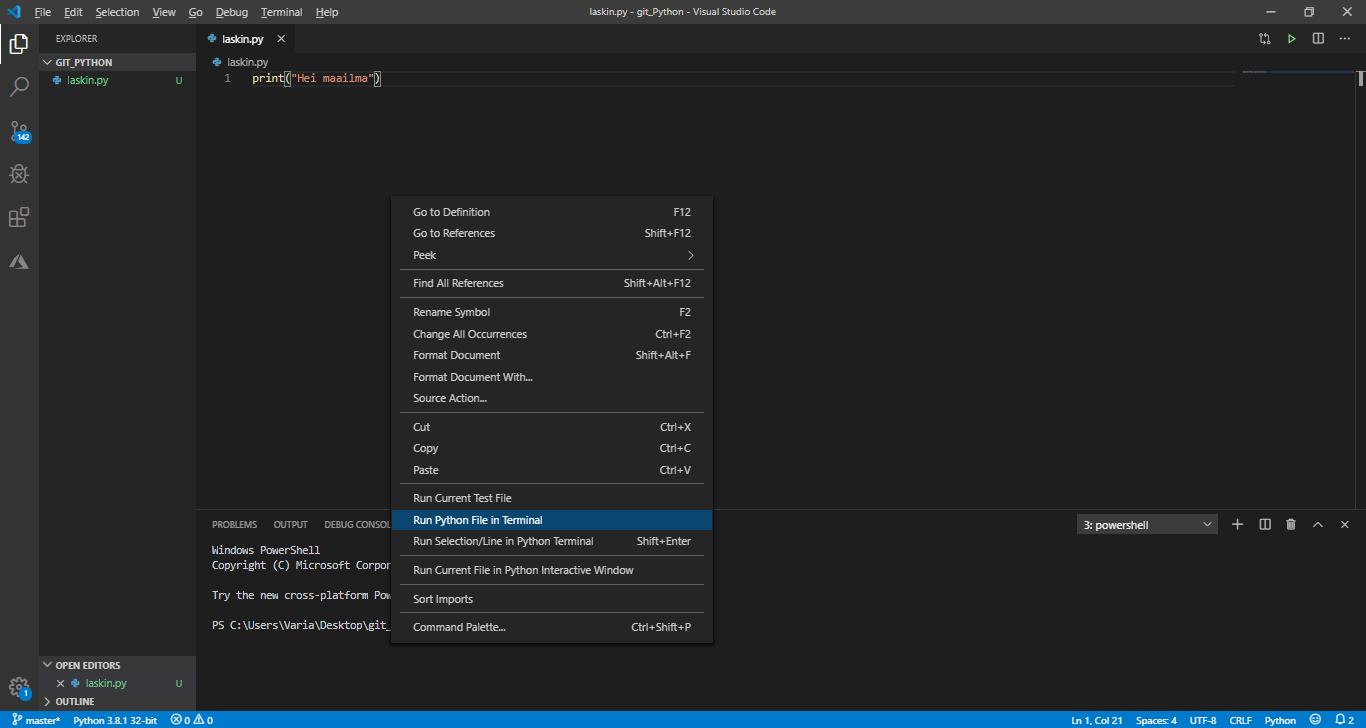 File Edit Selection View Go Debug Terminal Help laskin.py - git_Python - Visual Studio Code
EXPLORER
GIT_PYTHON
laskin.py U
142
1
laskin.py
laskin.py
1 print("Hei maailma")
Go to Definition F12
Go to References Shift+F12
Peek
Find All References Shift+Alt+F12
Rename Symbol F2
Change All Occurrences Ctrl+F2
Format Document Shift+Alt+F
Format Document With...
Source Action...
Cut Ctrl+X
Copy Ctrl+C
Paste Ctrl+V
Run Current Test File
Run Python File in Terminal
Run Selection/Line in Python Terminal Shift+Enter
Run Current File in Python Interactive Window
Sort Imports
Command Palette... Ctrl+Shift+P
PROBLEMS OUTPUT DEBUG CONSOL 3: powershell
Windows PowerShell
Copyright (C) Microsoft Corpor
Try the new cross-platform Pow
PS C:\Users\Varia\Desktop\git_
OPEN EDITORS
laskin.py U
OUTLINE
master* Python 3.8.1 32-bit 0 0 Ln 1, Col 21 Spaces: 4 UTF-8 CRLF Python 2